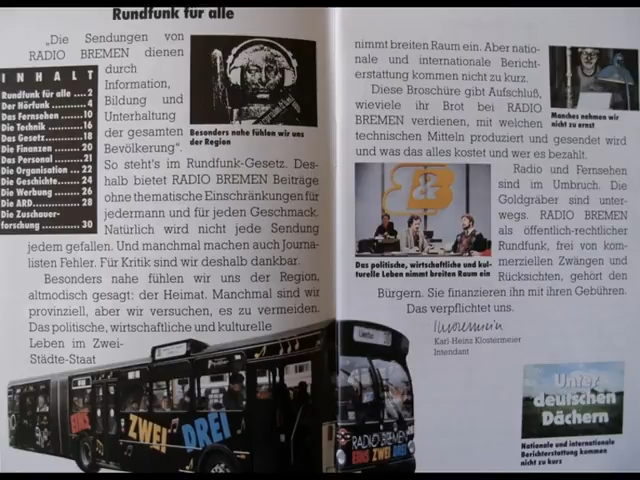 Rundfunk für alle
„Die Sendungen von
RADIO BREMEN dienen
durch
Information,
Bildung und
Unterhaltung
der gesamten
Bevölkerung".
So steht's im Rundfunk-Gesetz. Des-
halb bietet RADIO BREMEN Beiträge
ohne thematische Einschränkungen für
jedermann und für jeden Geschmack.
Natürlich wird nicht jede Sendung
jedem gefallen. Und manchmal machen auch Journa-
listen Fehler. Für Kritik sind wir deshalb dankbar.
Besonders nahe fühlen wir uns der Region,
altmodisch gesagt: der Heimat. Manchmal sind wir
provinziell, aber wir versuchen, es zu vermeiden.
Das politische, wirtschaftliche und kulturelle
Leben im Zwei-
Städte-Staat
INHALT
Rundfunk für alle .... 2
Der Hörfunk .......... 4
Das Fernsehen ....... 10
Die Technik ......... 16
Das Gesetz .......... 18
Die Finanzen ........ 20
Das Personal ........ 21
Die Organisation ... 22
Die Geschichte ...... 24
Die Werbung ......... 26
Die ARD ............. 28
Die Zuschauer-
forschung ........... 30
Besonders nahe fühlen wir uns
der Region
EINS ZWEI DREI
RADIO BREMEN
EINS ZWEI DREI
nimmt breiten Raum ein. Aber natio-
nale und internationale Bericht-
erstattung kommen nicht zu kurz.
Diese Broschüre gibt Aufschluß,
wieviele ihr Brot bei RADIO
BREMEN verdienen, mit welchen
technischen Mitteln produziert und gesendet wird
und was das alles kostet und wer es bezahlt.
Manches nehmen wir
nicht zu ernst
Radio und Fernsehen
sind im Umbruch. Die
Goldgräber sind unter-
wegs. RADIO BREMEN
als öffentlich-rechtlicher
Rundfunk, frei von kom-
merziellen Zwängen und
Rücksichten, gehört den
Bürgern. Sie finanzieren ihn mit ihren Gebühren.
Das verpflichtet uns.
Das politische, wirtschaftliche und kul-
turelle Leben nimmt breiten Raum ein
Karl-Heinz Klostermeier
Intendant
Unter
deutschen
Dächern
Nationale und internationale
Berichterstattung kommen
nicht zu kurz